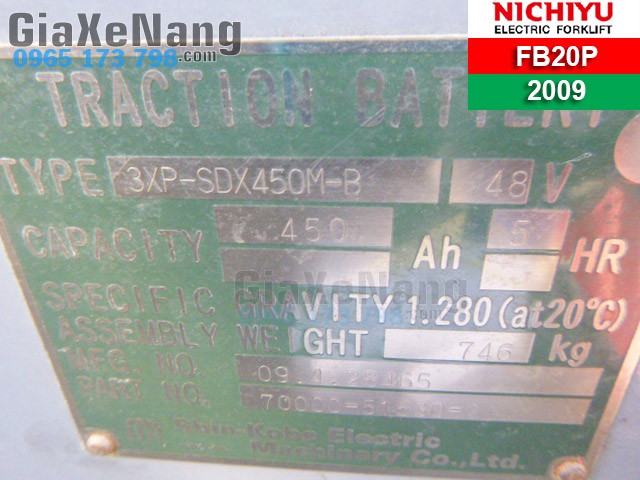 GiaXeNang
0965 173 798.com
NICHIYU
ELECTRIC FORKLIFT
FB20P
2009
TRACTION BATTERY
TYPE 3XP-SDX450M-B 48 V
CAPACITY 450 Ah 5 HR
GiaXeNang
SPECIFIC GRAVITY 1.280 (at20°C)
ASSEMBLY WEIGHT 746 kg
MFG. NO.
PART NO.
Shin-Kobe Electric
Machinery Co.,Ltd.